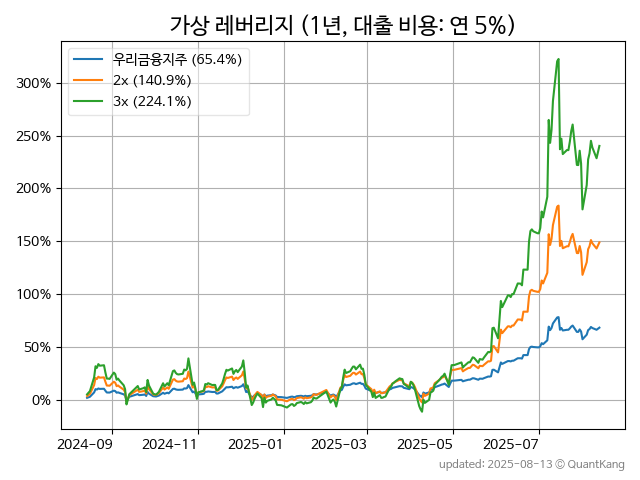 가상 레버리지 (1년, 대출 비용: 연 5%)
우리금융지주 (65.4%)
2x (140.9%)
3x (224.1%)
300%
250%
200%
150%
100%
50%
0%
2024-09 2024-11 2025-01 2025-03 2025-05 2025-07
updated: 2025-08-13 © QuantKang